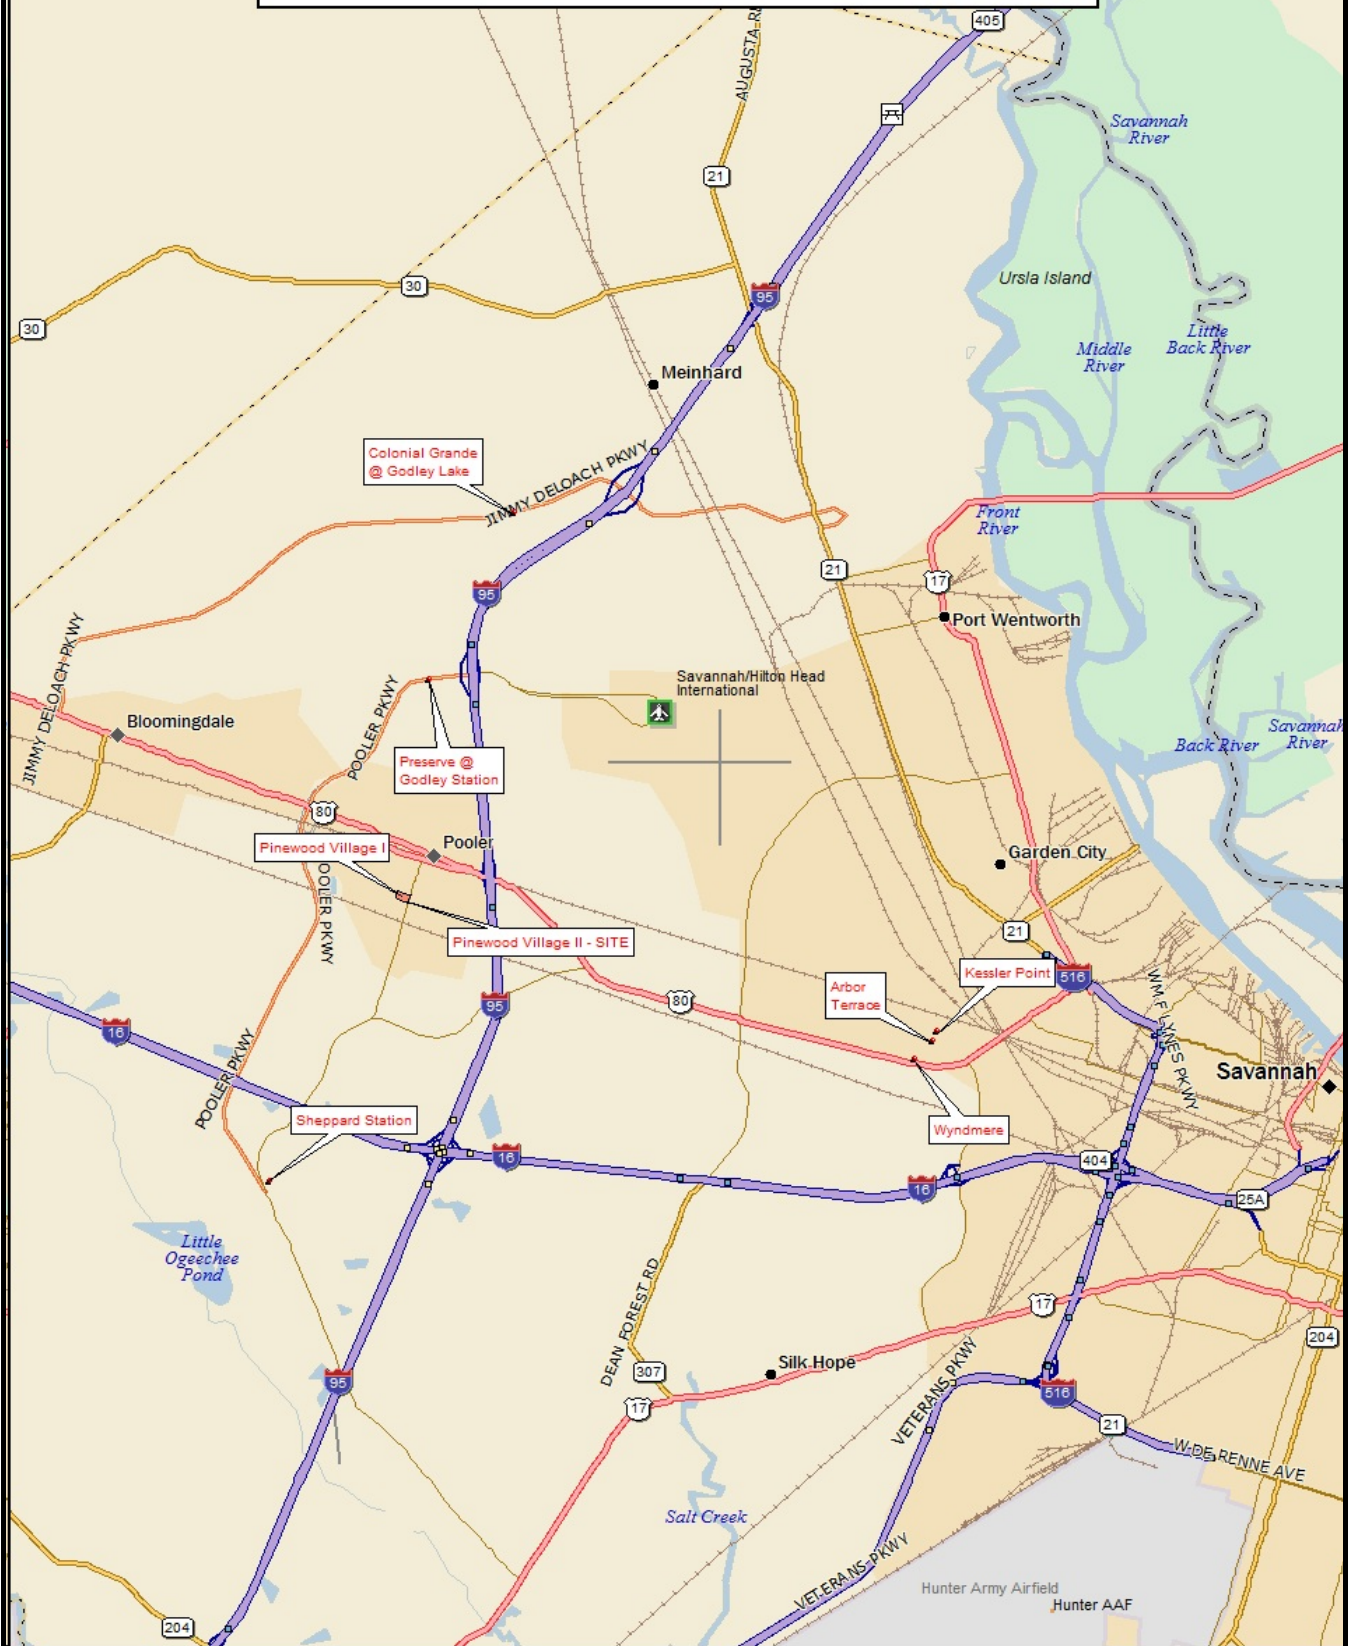 405
AUGUSTA R
Savannah
River
21
30
Ursla Island
95
30
Little
Back River
Middle
River
Meinhard
Colonial Grande
@ Godley Lake
JIMMY DELOACH PKWY
Front
River
21
17
95
Port Wentworth
JIMMY DELOACH PKWY
Savannah/Hilton Head
International
POOLER PKWY
Bloomingdale
Savannah
River
Back River
Preserve @
Godley Station
80
Pinewood Village I
Pooler
Garden City
OOLER PKWY
21
Pinewood Village II - SITE
Kessler Point
516
Arbor
Terrace
WM F LYNES PKWY
95
80
16
POOLER PKWY
Savannah
Sheppard Station
Wyndmere
16
404
16
25A
Little
Ogeechee
Pond
DEAN FOREST RD
17
204
Silk Hope
307
95
VETERANS PKWY
516
17
21
W DE RENNE AVE
Salt Creek
VETERANS PKWY
Hunter Army Airfield
Hunter AAF
204